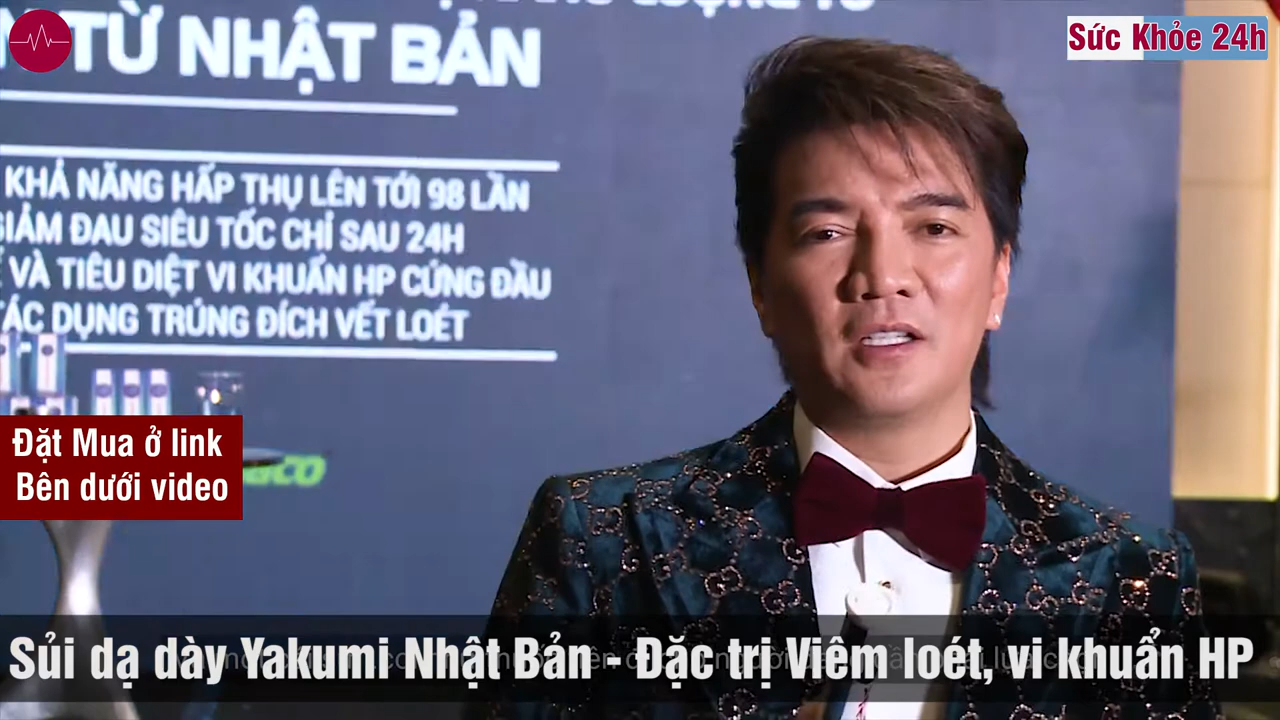 Sức Khỏe 24h
TỪ NHẬT BẢN
KHẢ NĂNG HẤP THỤ LÊN TỚI 98 LẦN
GIẢM ĐAU SIÊU TỐC CHỈ SAU 24H
VÀ TIÊU DIỆT VI KHUẨN HP CỨNG ĐẦU
TÁC DỤNG TRÚNG ĐÍCH VẾT LOÉT
Đặt Mua ở link
Bên dưới video
Sủi dạ dày Yakumi Nhật Bản - Đặc trị Viêm loét, vi khuẩn HP